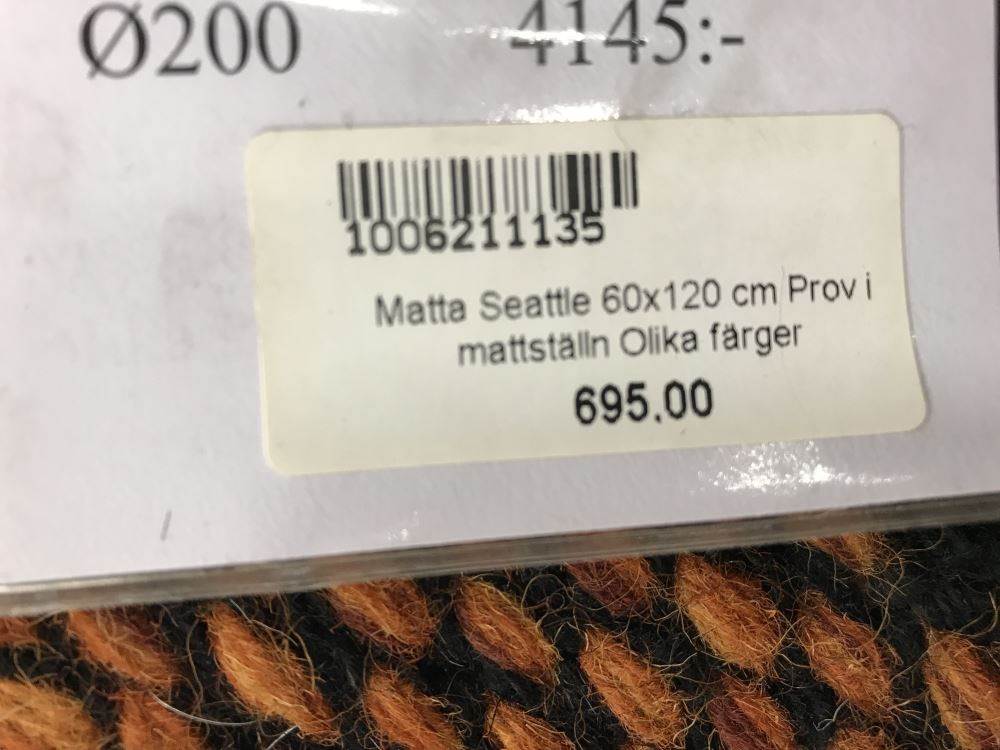 Ø200 4145:-
1006211135
Matta Seattle 60x120 cm Prov i
mattställn Olika färger
695.00